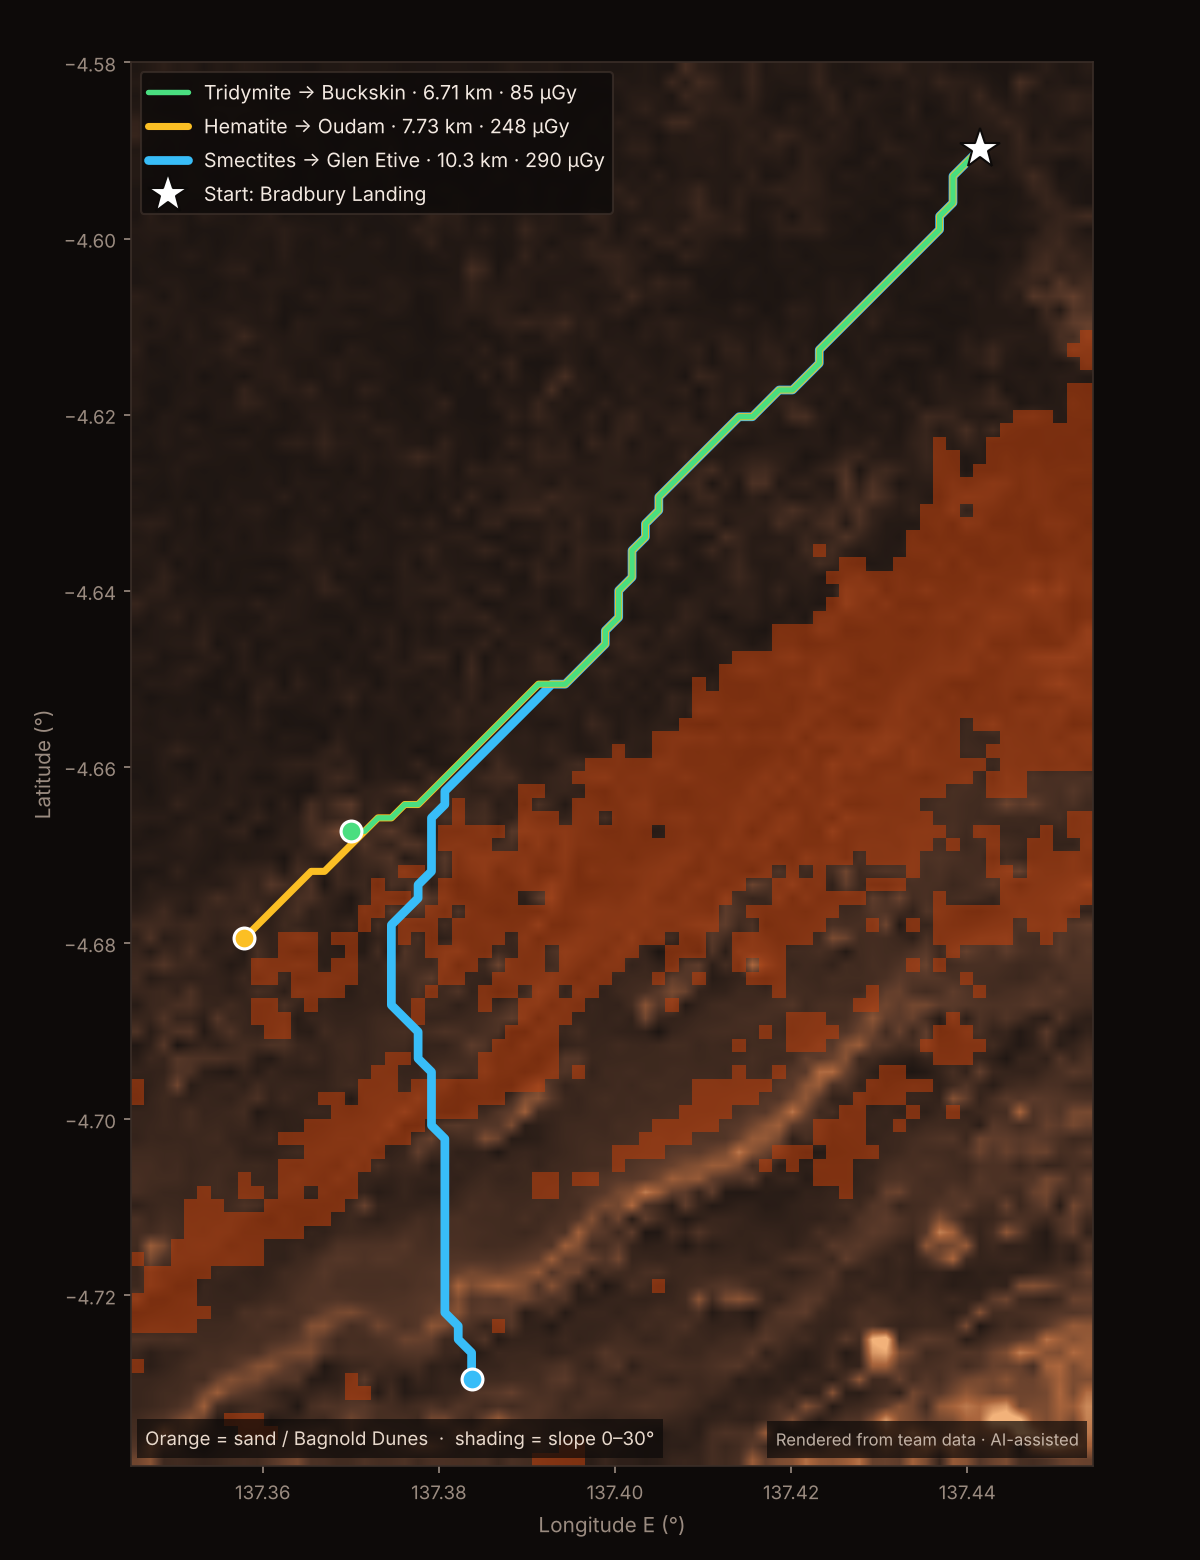 −4.58
Tridymite → Buckskin · 6.71 km · 85 µGy
Hematite → Oudam · 7.73 km · 248 µGy
Smectites → Glen Etive · 10.3 km · 290 µGy
Start: Bradbury Landing
−4.60
−4.62
−4.64
−4.66
−4.68
−4.70
−4.72
Latitude (°)
Orange = sand / Bagnold Dunes · shading = slope 0–30°
Rendered from team data · AI-assisted
137.36
137.38
137.40
137.42
137.44
Longitude E (°)